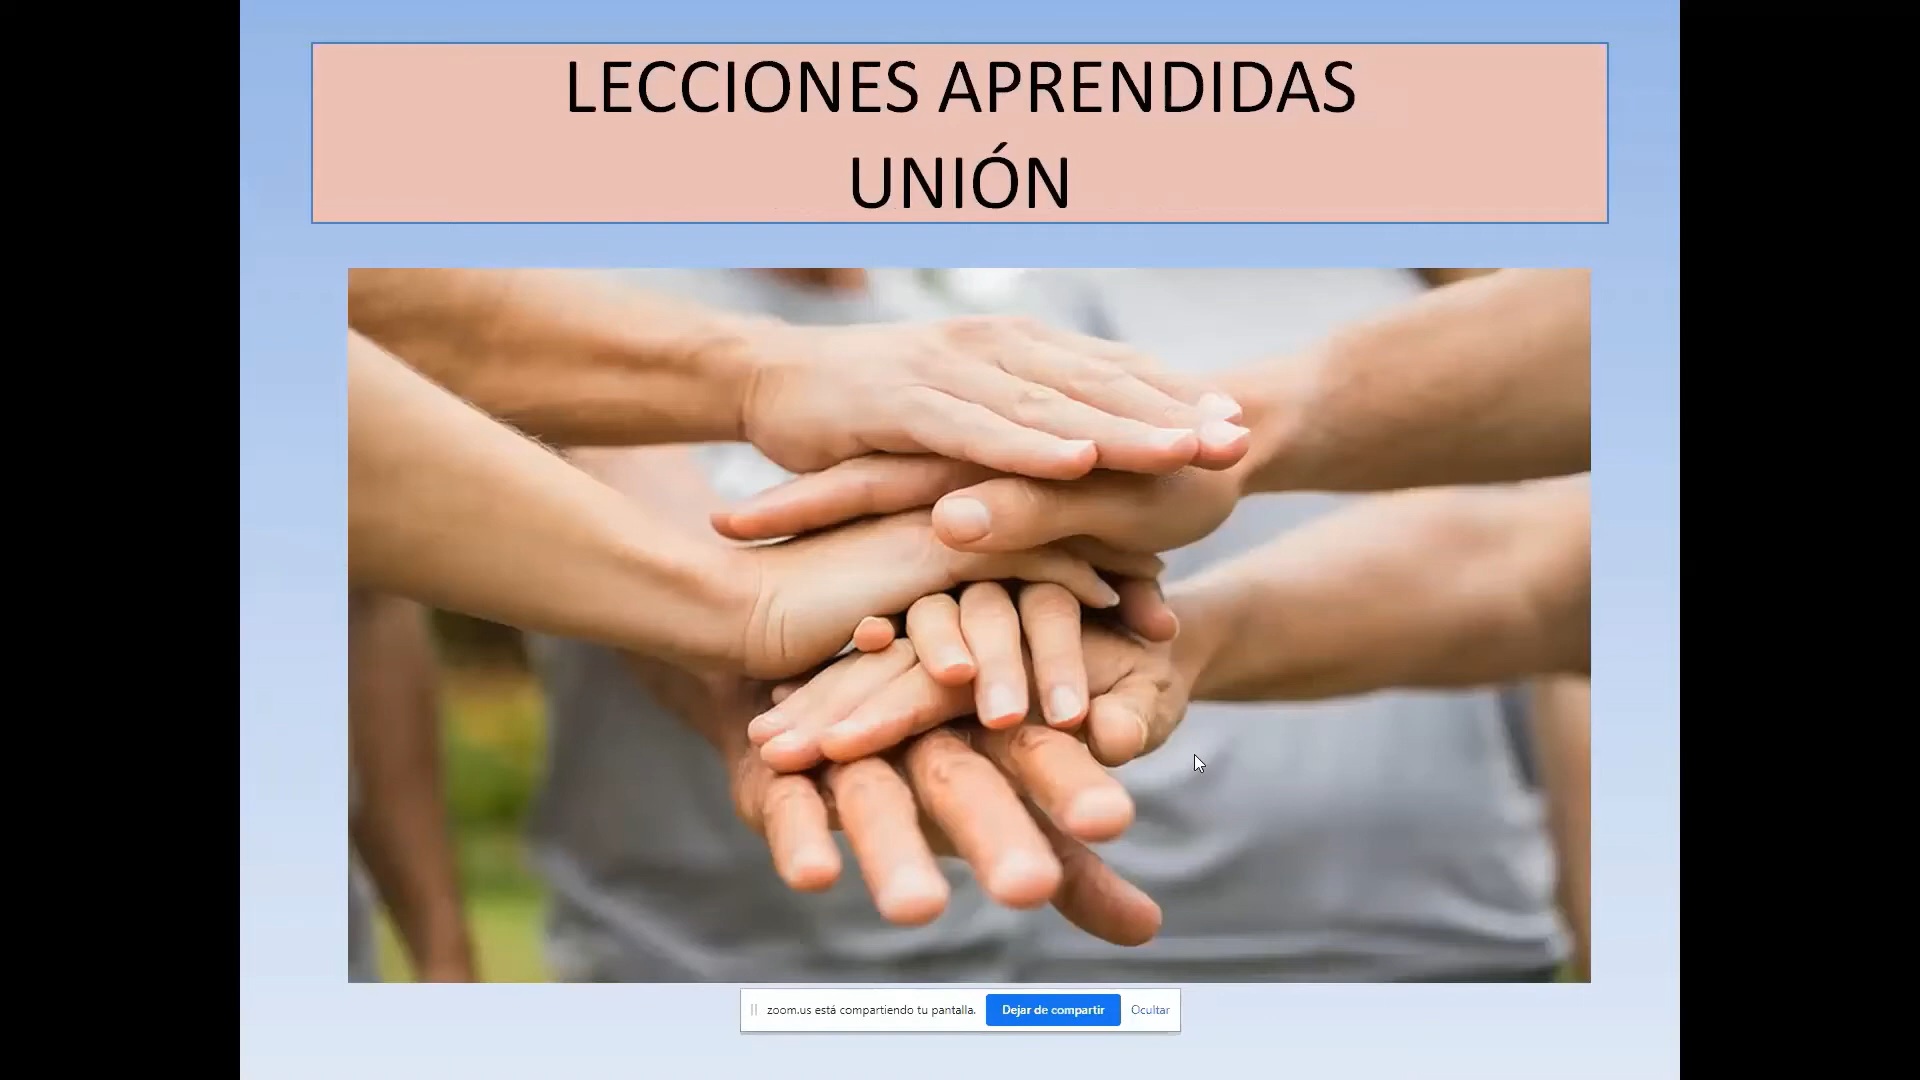 LECCIONES APRENDIDAS
UNIÓN
zoom.us está compartiendo tu pantalla. Dejar de compartir Ocultar